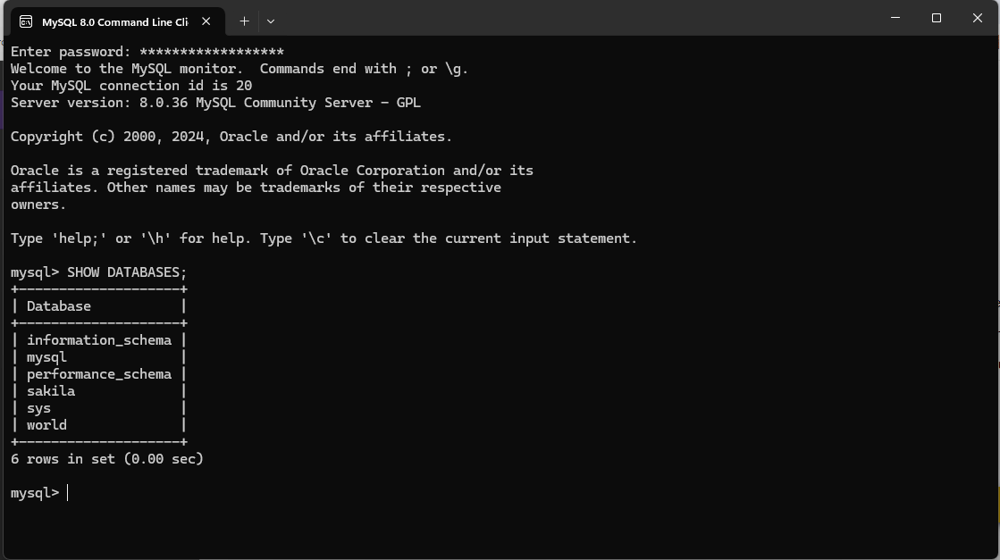 MySQL 8.0 Command Line Cli
Enter password: ******************
Welcome to the MySQL monitor.  Commands end with ; or \g.
Your MySQL connection id is 20
Server version: 8.0.36 MySQL Community Server - GPL
Copyright (c) 2000, 2024, Oracle and/or its affiliates.
Oracle is a registered trademark of Oracle Corporation and/or its
affiliates. Other names may be trademarks of their respective
owners.
Type 'help;' or '\h' for help. Type '\c' to clear the current input statement.
mysql> SHOW DATABASES;
+--------------------+
| Database           |
+--------------------+
| information_schema |
| mysql              |
| performance_schema |
| sakila             |
| sys                |
| world              |
+--------------------+
6 rows in set (0.00 sec)
mysql>